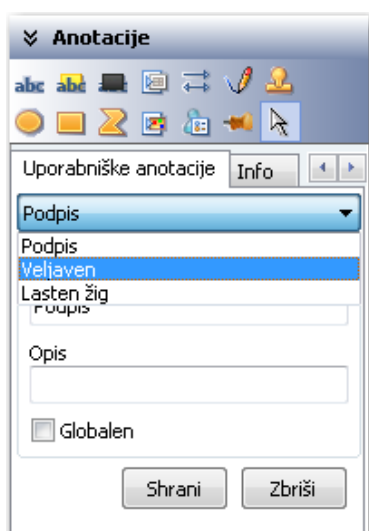 Anotacije
abc abc
Uporabniške anotacije Info
Podpis
Podpis
Veljaven
Lasten žig
Podpis
Opis
Globalen
Shrani Zbriši